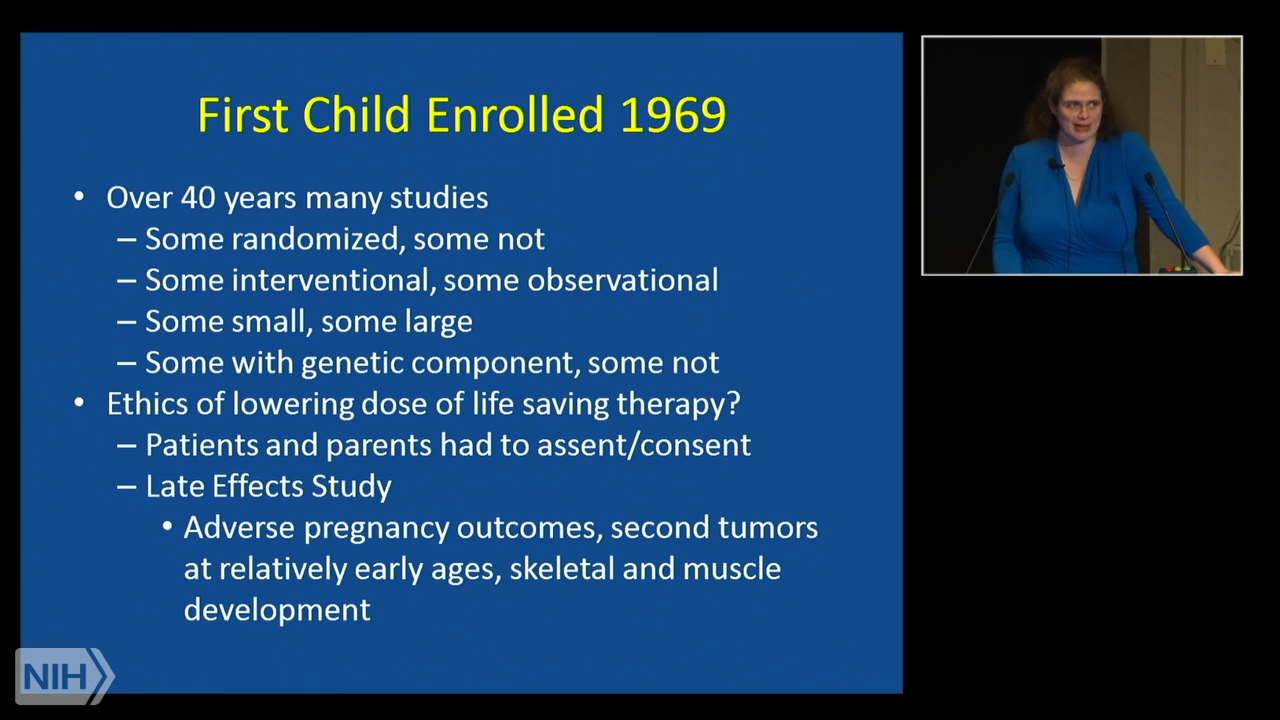 First Child Enrolled 1969
• Over 40 years many studies
– Some randomized, some not
– Some interventional, some observational
– Some small, some large
– Some with genetic component, some not
• Ethics of lowering dose of life saving therapy?
– Patients and parents had to assent/consent
– Late Effects Study
• Adverse pregnancy outcomes, second tumors
at relatively early ages, skeletal and muscle
development
NIH